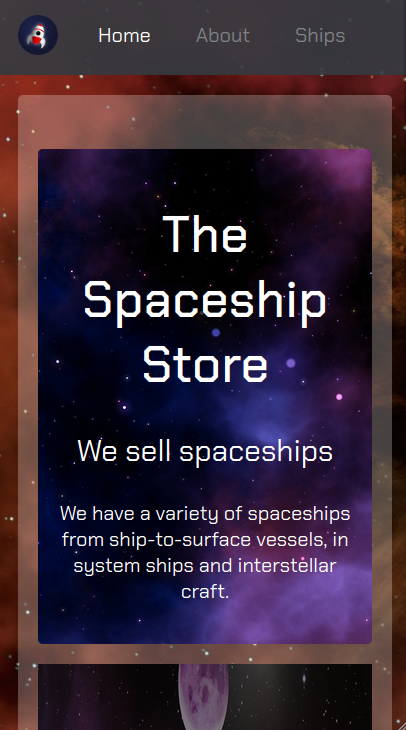 Home About Ships
The
Spaceship
Store
We sell spaceships
We have a variety of spaceships
from ship-to-surface vessels, in
system ships and interstellar
craft.